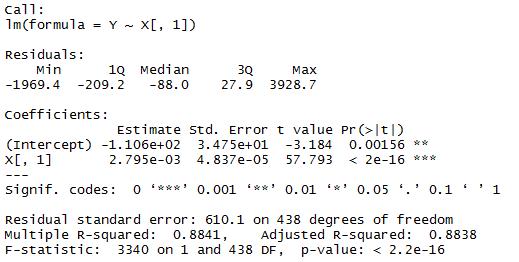 Call:
lm(formula = Y ~ X[, 1])
Residuals:
Min 1Q Median 3Q Max
-1969.4 -209.2 -88.0 27.9 3928.7
Coefficients:
Estimate Std. Error t value Pr(>|t|)
(Intercept) -1.106e+02 3.475e+01 -3.184 0.00156 **
X[, 1] 2.795e-03 4.837e-05 57.793 < 2e-16 ***
---
Signif. codes: 0 ‘***’ 0.001 ‘**’ 0.01 ‘*’ 0.05 ‘.’ 0.1 ‘ ’ 1
Residual standard error: 610.1 on 438 degrees of freedom
Multiple R-squared: 0.8841, Adjusted R-squared: 0.8838
F-statistic: 3340 on 1 and 438 DF, p-value: < 2.2e-16